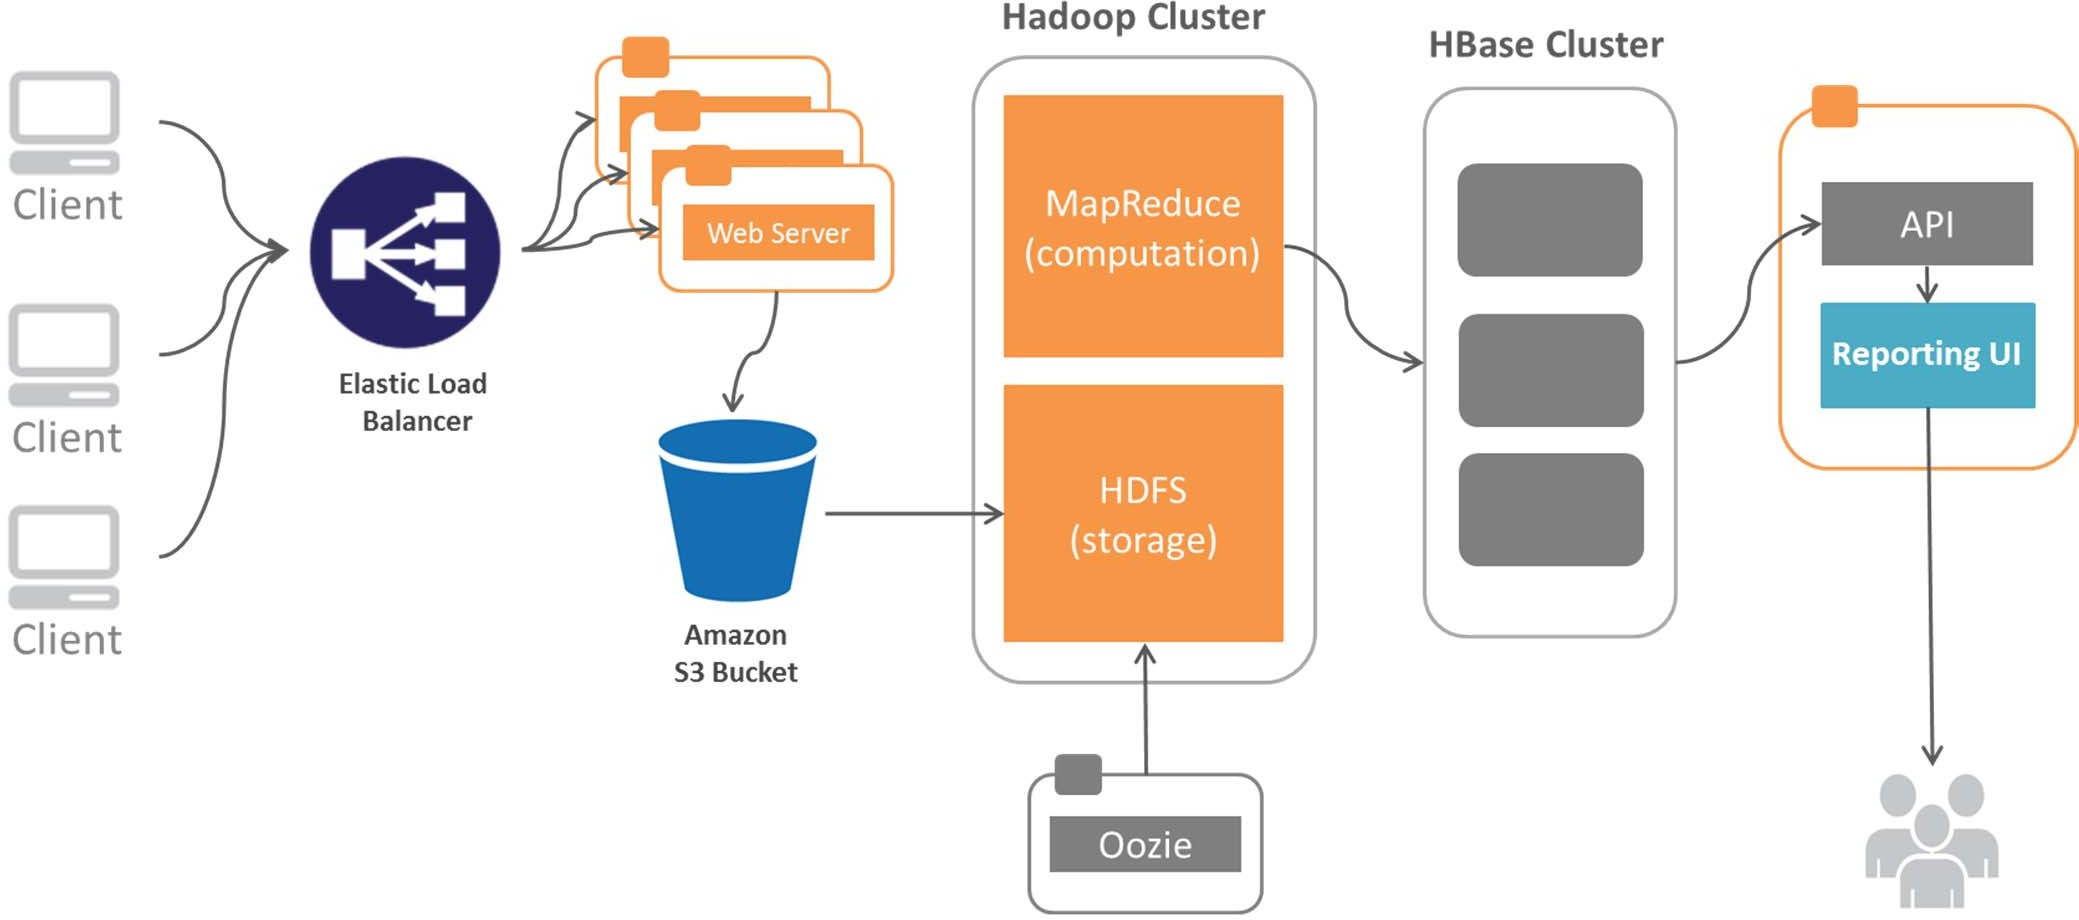 Hadoop Cluster
HBase Cluster
Client
Client
Client
Elastic Load
Balancer
Web Server
Amazon
S3 Bucket
MapReduce
(computation)
HDFS
(storage)
Oozie
API
Reporting UI